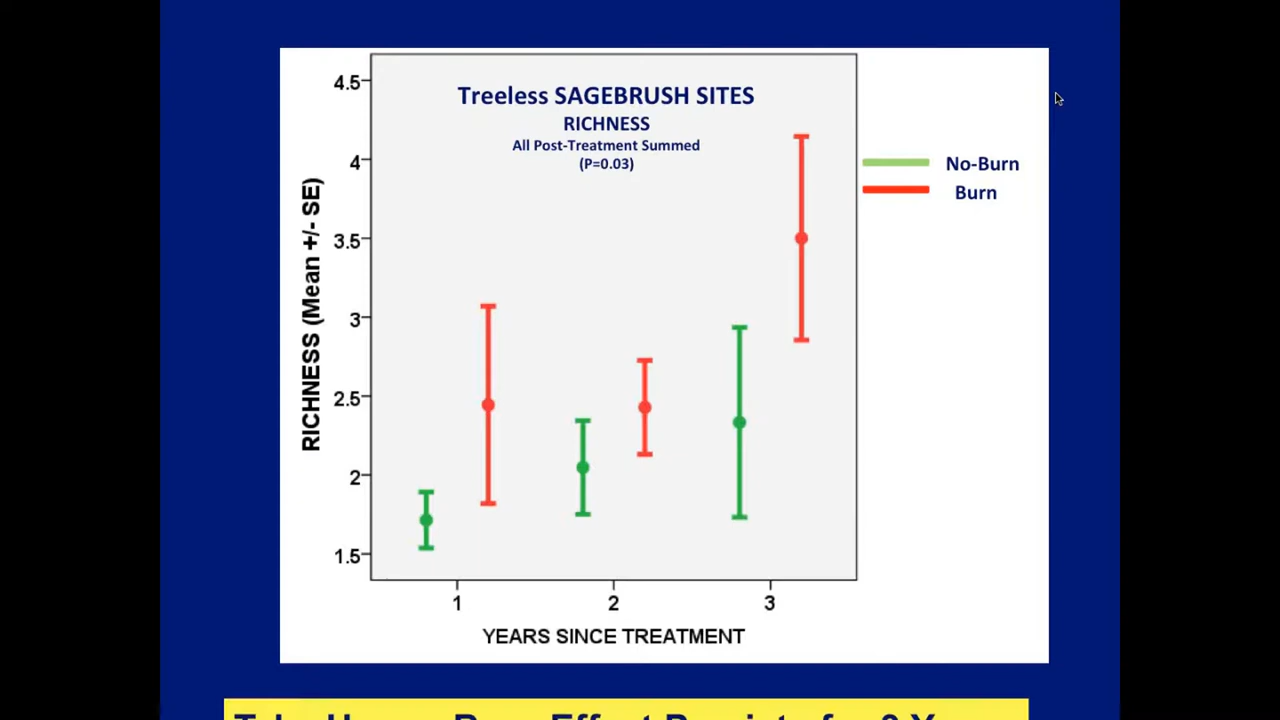 4.5
Treeless SAGEBRUSH SITES
RICHNESS
All Post-Treatment Summed
(P=0.03)
4
3.5
3
2.5
2
1.5
RICHNESS (Mean +/- SE)
No-Burn
Burn
1 2 3
YEARS SINCE TREATMENT